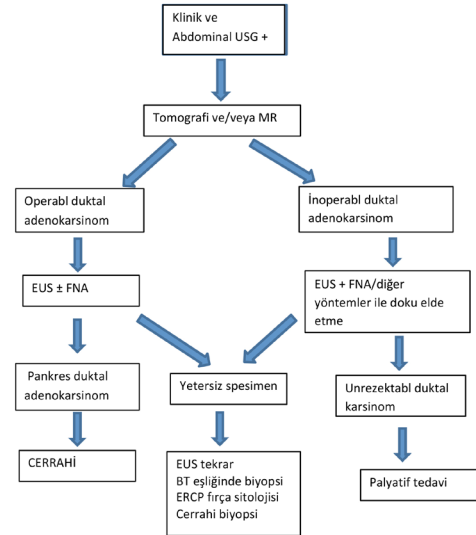 Klinik ve
Abdominal USG +
Tomografi ve/veya MR
Operabl duktal
adenokarsinom
İnoperabl duktal
adenokarsinom
EUS ± FNA
EUS + FNA/diğer
yöntemler ile doku elde
etme
Pankres duktal
adenokarsinom
Yetersiz spesimen
Unrezektabl duktal
karsinom
CERRAHİ
EUS tekrar
BT eşliğinde biyopsi
ERCP fırça sitolojisi
Cerrahi biyopsi
Palyatif tedavi